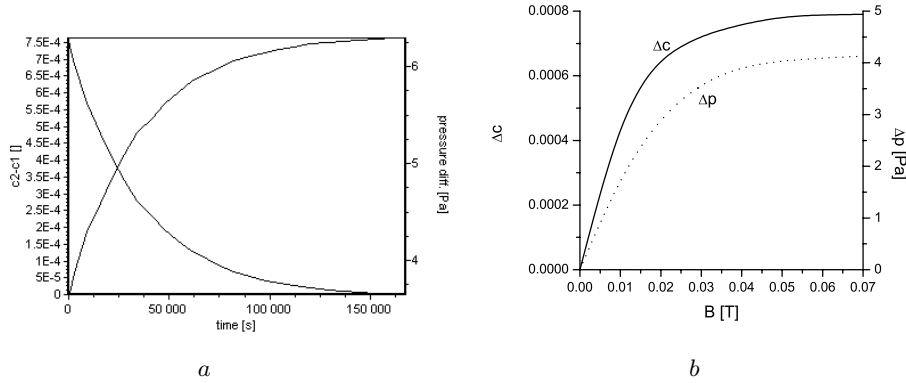 7.5E-4
7E-4
6.5E-4
6E-4
5.5E-4
5E-4
4.5E-4
4E-4
3.5E-4
3E-4
2.5E-4
2E-4
1.5E-4
1E-4
5E-5
0
c2-c1 []
0
50 000
100 000
150 000
time [s]
6
5
4
pressure diff. [Pa]
a
0.0008
0.0006
0.0004
0.0002
0.0000
Δc
Δc
Δp
0.00
0.01
0.02
0.03
0.04
0.05
0.06
0.07
B [T]
5
4
3
2
1
0
Δp [Pa]
b